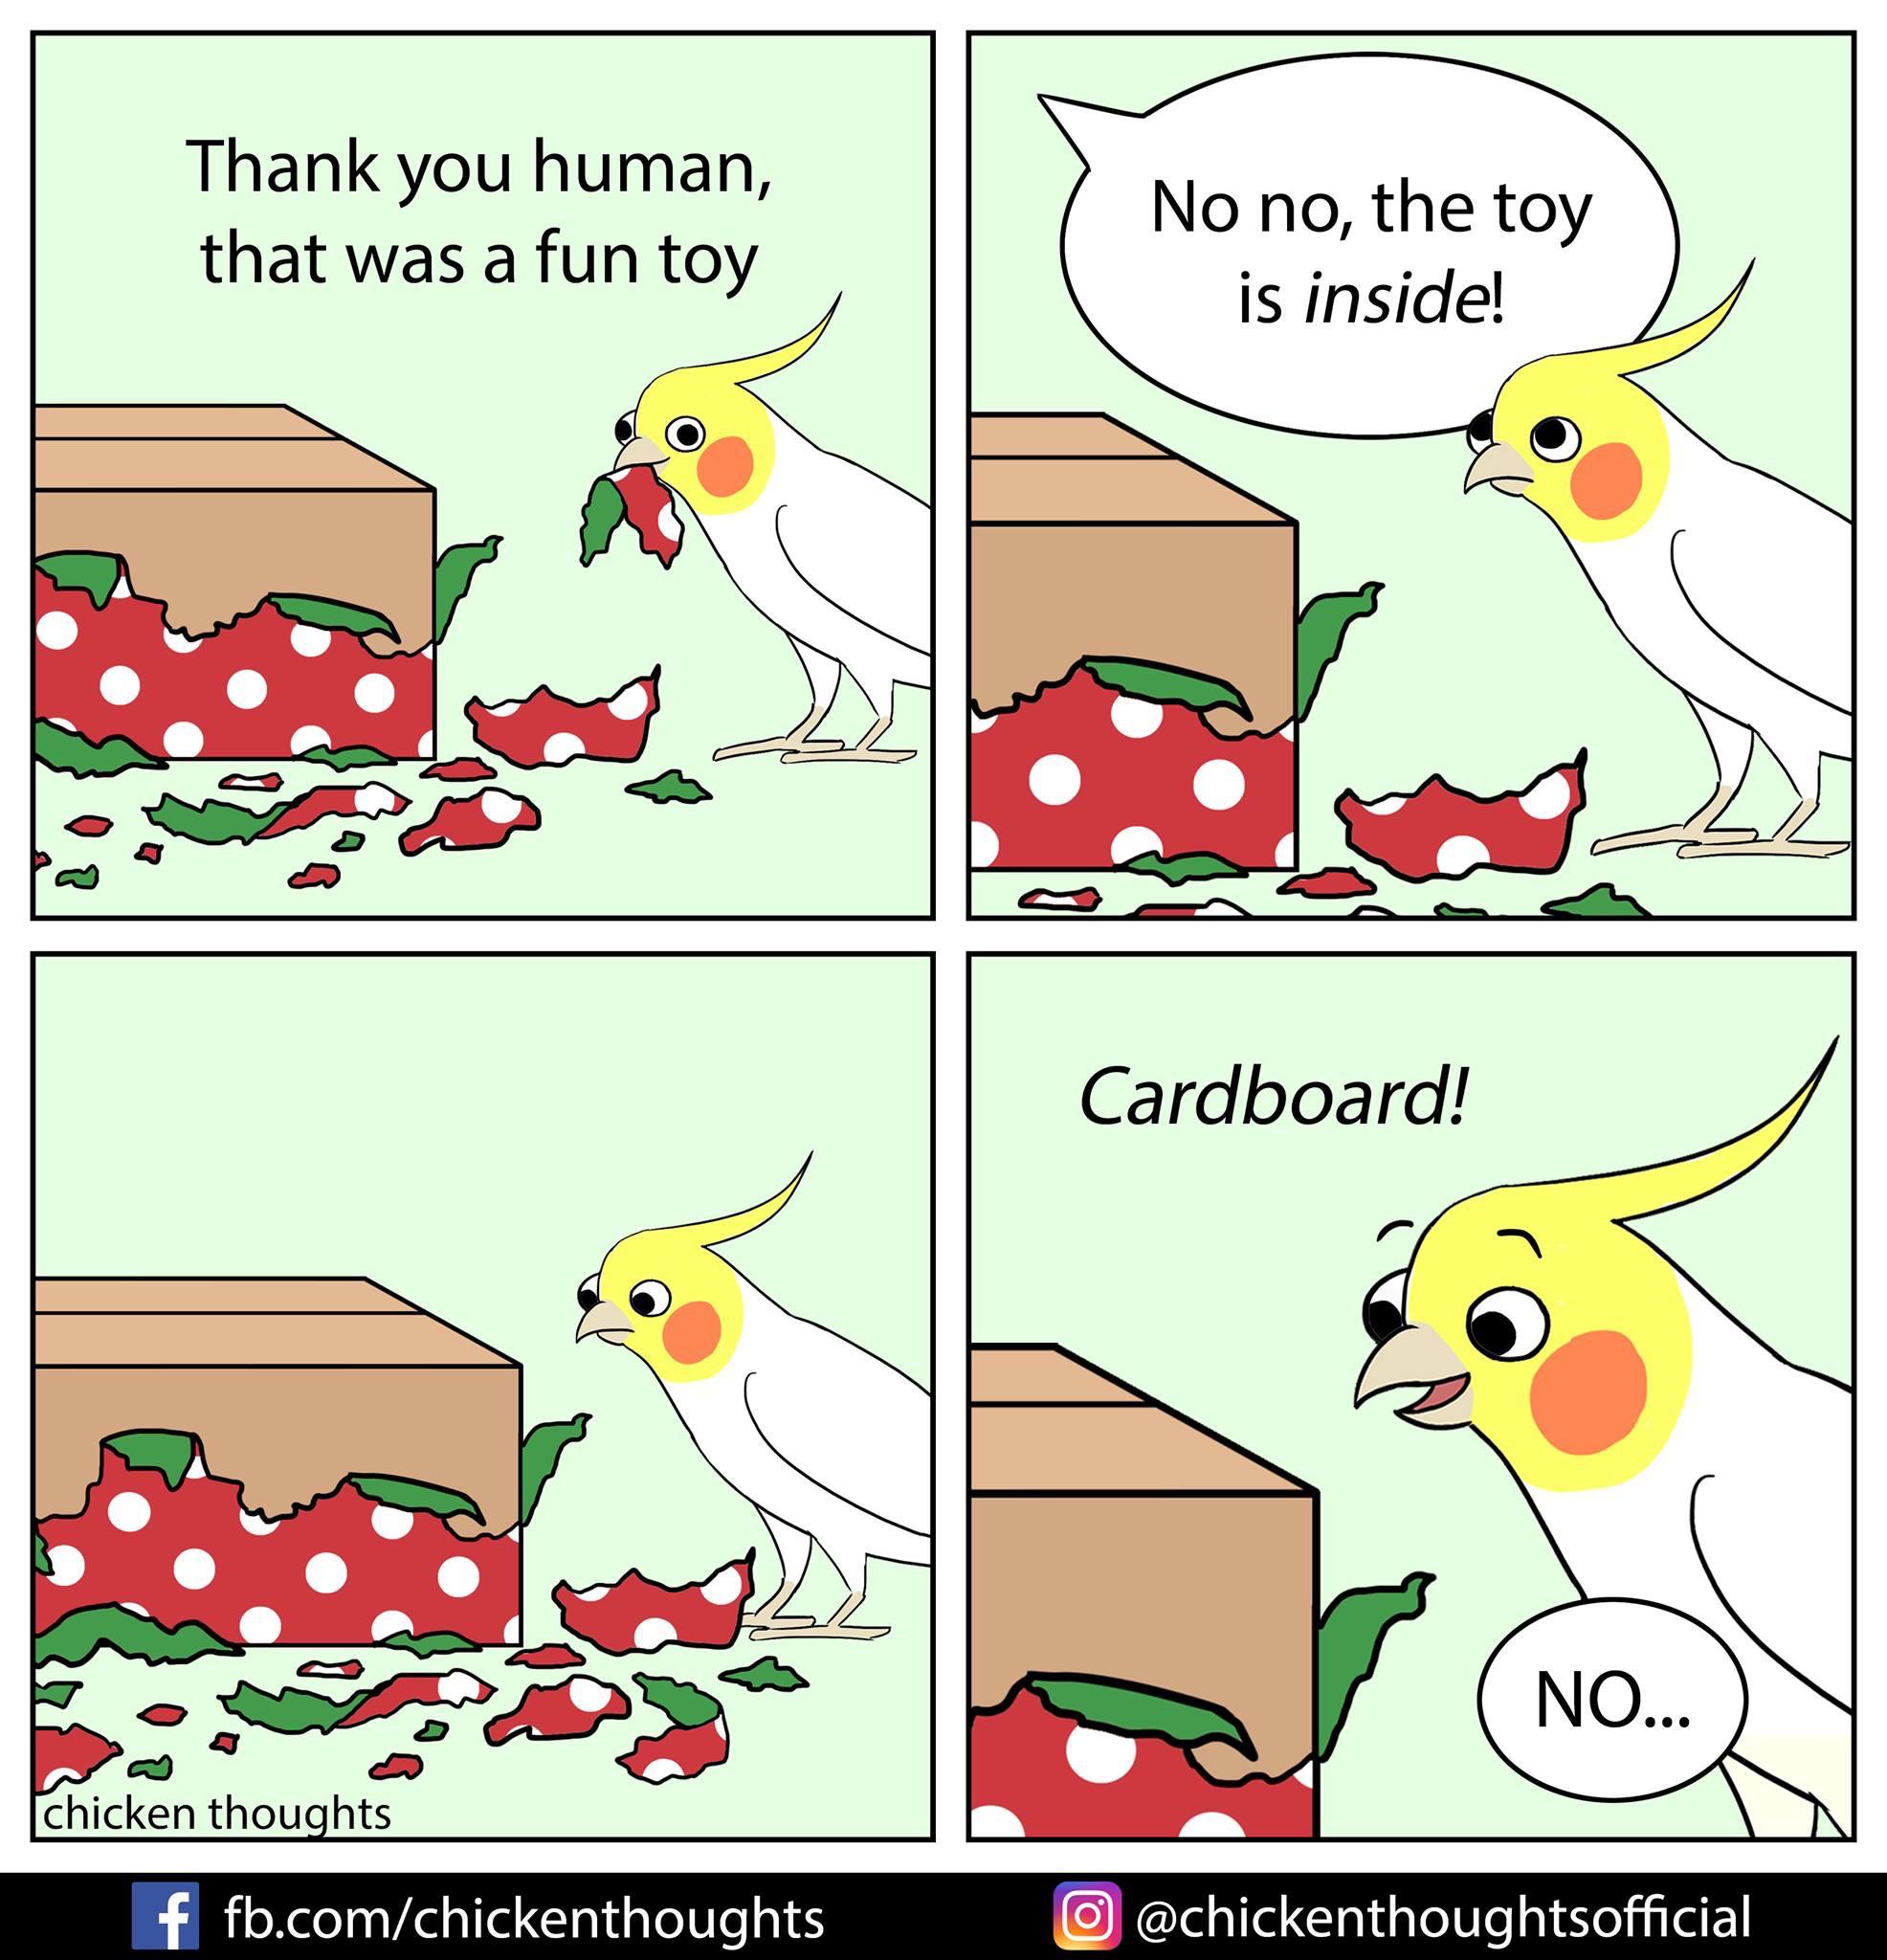 Thank you human,
that was a fun toy
No no, the toy
is inside!
chicken thoughts
Cardboard!
NO...
fb.com/chickenthoughts
@chickenthoughtsofficial